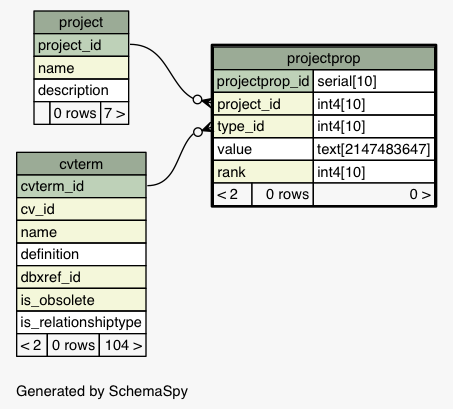 project
project_id
name
description
0 rows 7 >
projectprop
projectprop_id serial[10]
project_id int4[10]
type_id int4[10]
value text[2147483647]
rank int4[10]
< 2 0 rows 0 >
cvterm
cvterm_id
cv_id
name
definition
dbxref_id
is_obsolete
is_relationshiptype
< 2 0 rows 104 >
Generated by SchemaSpy